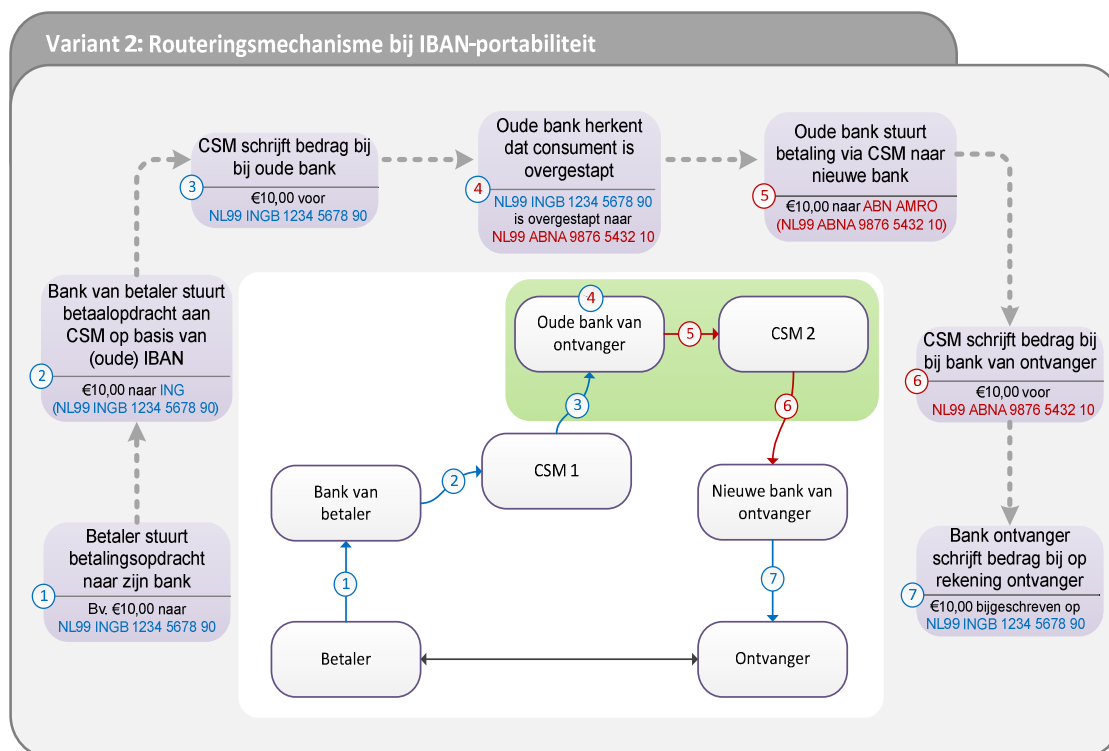 Variant 2: Routeringsmechanisme bij IBAN-portabiliteit
CSM schrijft bedrag bij
bij oude bank
3
€10,00 voor
NL99 INGB 1234 5678 90
Oude bank herkent
dat consument is
overgestapt
4
NL99 INGB 1234 5678 90
is overgestapt naar
NL99 ABNA 9876 5432 10
Oude bank stuurt
betaling via CSM naar
nieuwe bank
5
€10,00 naar ABN AMRO
(NL99 ABNA 9876 5432 10)
Bank van betaler stuurt
betaalopdracht aan
CSM op basis van
(oude) IBAN
2
€10,00 naar ING
(NL99 INGB 1234 5678 90)
Betaler stuurt
betalingsopdracht
naar zijn bank
1
Bv. €10,00 naar
NL99 INGB 1234 5678 90
4
Oude bank van
ontvanger
5
CSM 2
3
6
CSM 1
2
Bank van
betaler
Nieuwe bank van
ontvanger
1
7
Betaler
Ontvanger
CSM schrijft bedrag bij
bij bank van ontvanger
6
€10,00 voor
NL99 ABNA 9876 5432 10
Bank ontvanger
schrijft bedrag bij op
rekening ontvanger
7
€10,00 bijgeschreven op
NL99 INGB 1234 5678 90